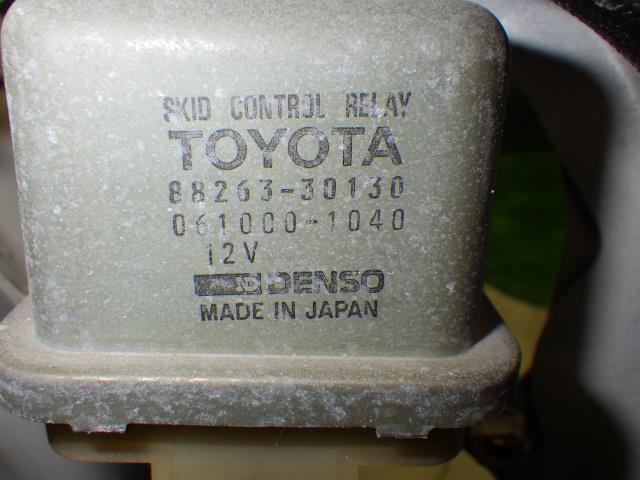 SKID CONTROL RELAY
TOYOTA
88263-30130
061000-1040
12V
DENSO
MADE IN JAPAN